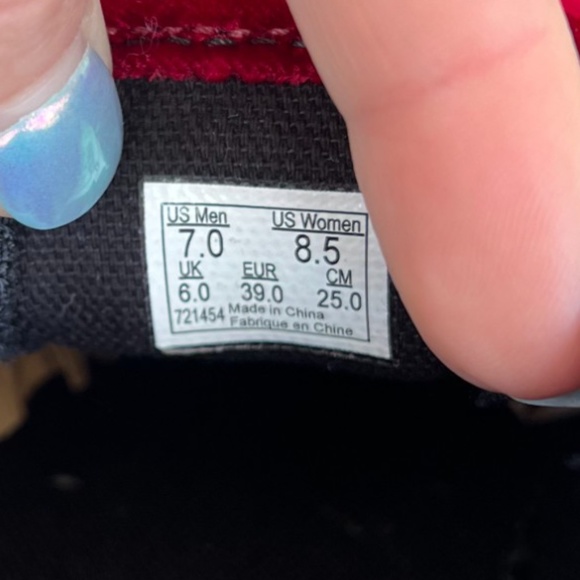 US Men US Women
7.0 8.5
UK EUR CM
6.0 39.0 25.0
721454 Made in China
Fabrique en Chine